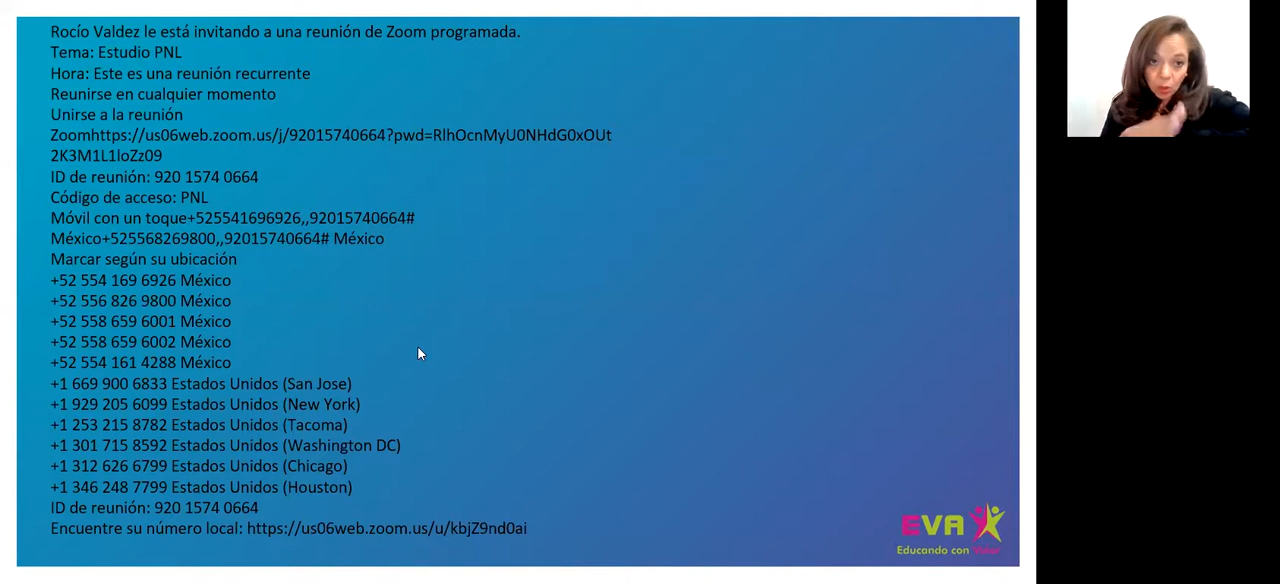 Rocío Valdez le está invitando a una reunión de Zoom programada.
Tema: Estudio PNL
Hora: Este es una reunión recurrente
Reunirse en cualquier momento
Unirse a la reunión
Zoomhttps://us06web.zoom.us/j/92015740664?pwd=RlhOcnMyU0NHdG0xOUt
2K3M1L1loZz09
ID de reunión: 920 1574 0664
Código de acceso: PNL
Móvil con un toque+525541696926,,92015740664#
México+525568269800,,92015740664# México
Marcar según su ubicación
+52 554 169 6926 México
+52 556 826 9800 México
+52 558 659 6001 México
+52 558 659 6002 México
+52 554 161 4288 México
+1 669 900 6833 Estados Unidos (San Jose)
+1 929 205 6099 Estados Unidos (New York)
+1 253 215 8782 Estados Unidos (Tacoma)
+1 301 715 8592 Estados Unidos (Washington DC)
+1 312 626 6799 Estados Unidos (Chicago)
+1 346 248 7799 Estados Unidos (Houston)
ID de reunión: 920 1574 0664
Encuentre su número local: https://us06web.zoom.us/u/kbjZ9nd0ai
EVA
Educando con Valor